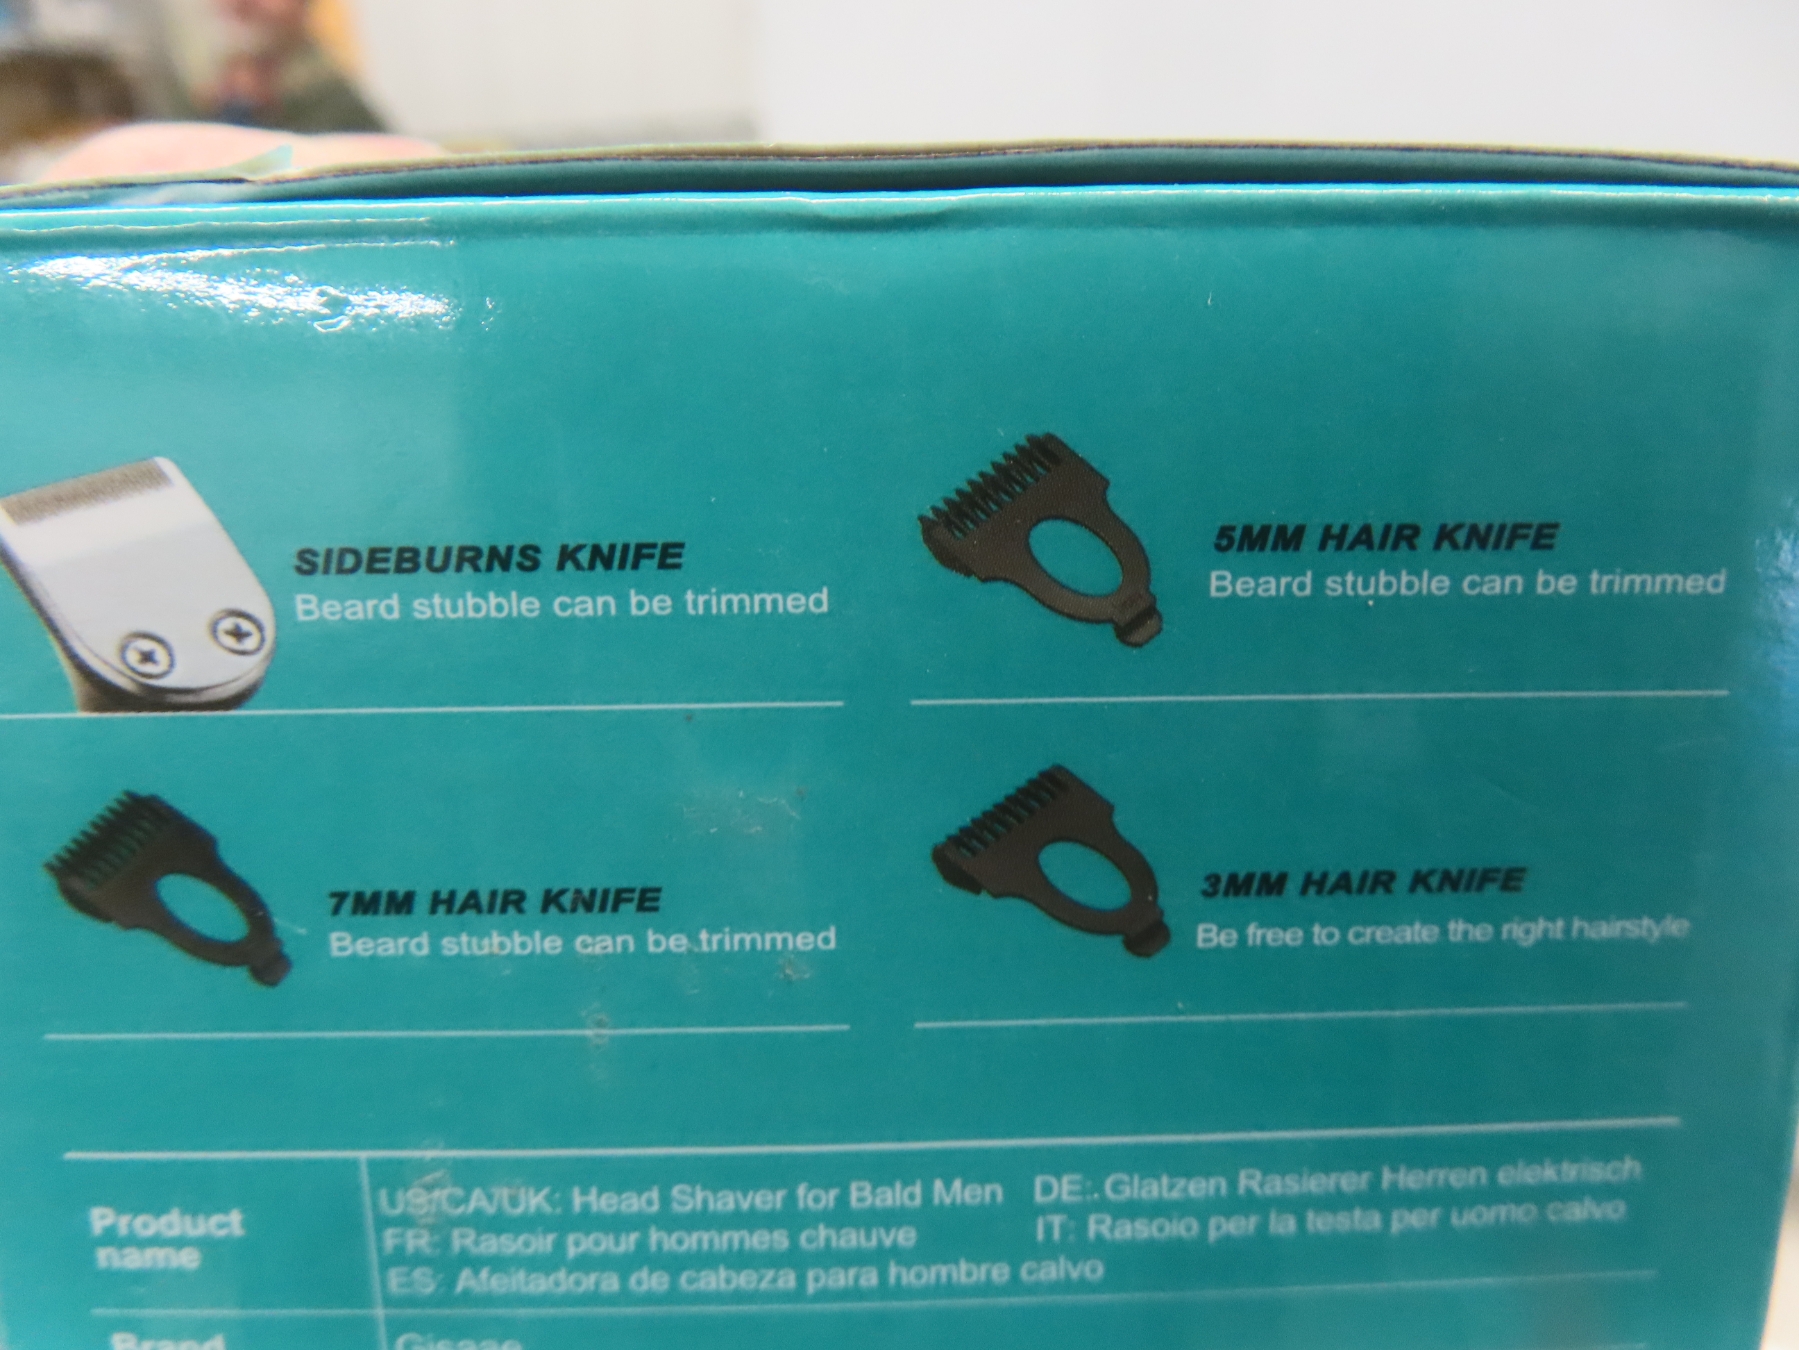 SIDEBURNS KNIFE
Beard stubble can be trimmed
5MM HAIR KNIFE
Beard stubble can be trimmed
7MM HAIR KNIFE
Beard stubble can be trimmed
3MM HAIR KNIFE
Be free to create the right hairstyle
Product
name
US/CA/UK: Head Shaver for Bald Men
DE: Glatzen Rasierer Herren elektrisch
FR: Rasoir pour hommes chauve
IT: Rasoio per la testa per uomo calvo
ES: Afeitadora de cabeza para hombre calvo
Brand